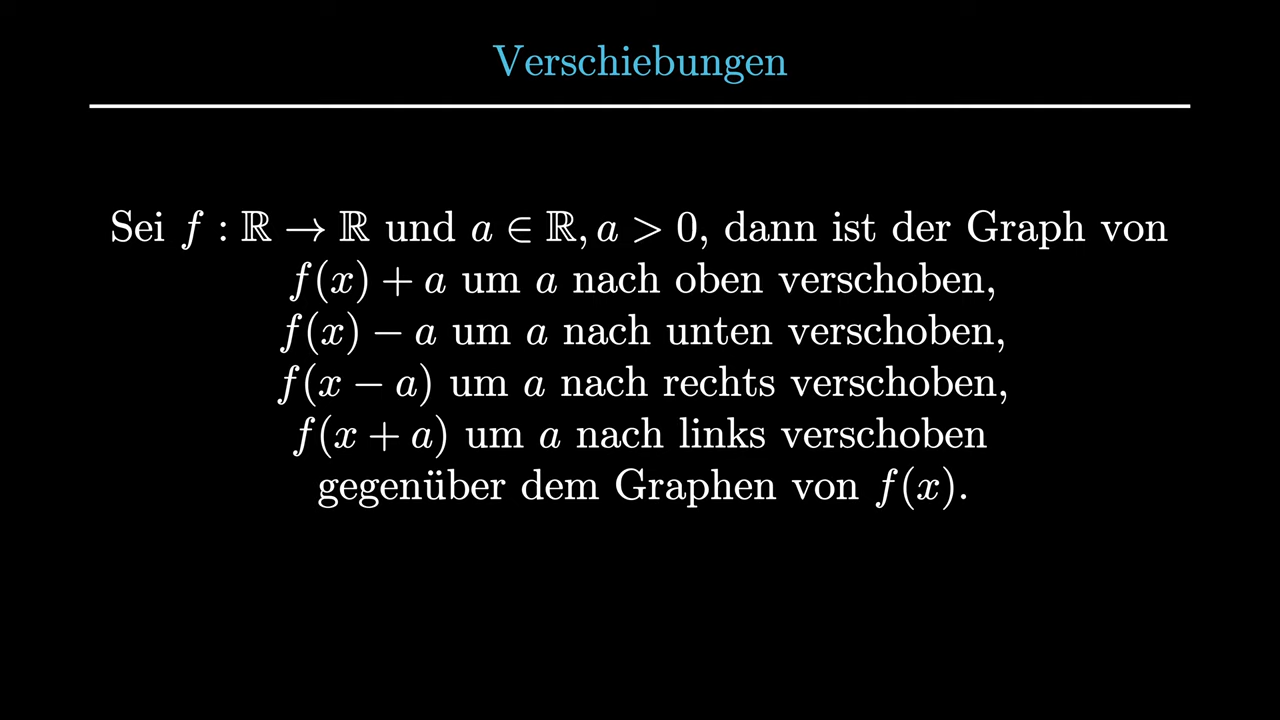 Verschiebungen
Sei f : ℝ → ℝ und a ∈ ℝ, a > 0, dann ist der Graph von
f(x) + a um a nach oben verschoben,
f(x) − a um a nach unten verschoben,
f(x − a) um a nach rechts verschoben,
f(x + a) um a nach links verschoben
gegenüber dem Graphen von f(x).